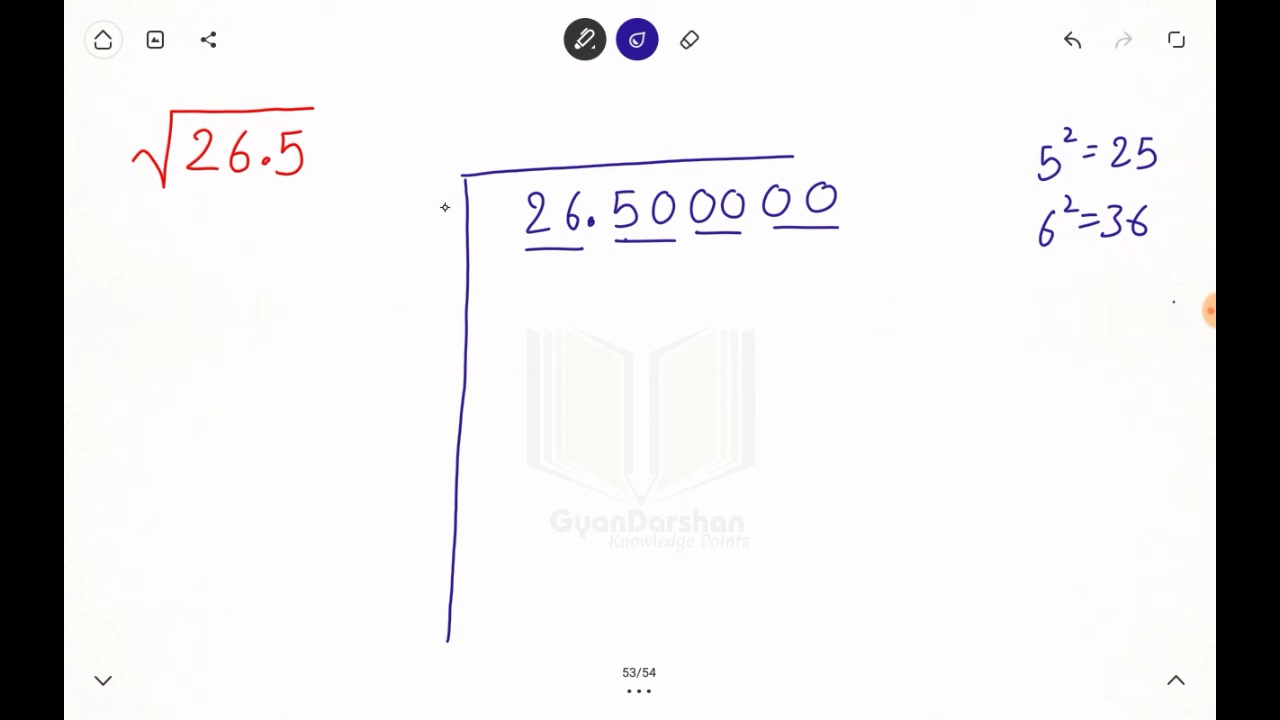 √26.5
26.500000
5²=25
6²=36
GyanDarshan
Knowledge Points
53/54